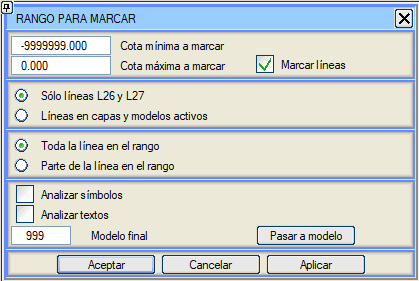 RANGO PARA MARCAR
-9999999.000 Cota mínima a marcar
0.000 Cota máxima a marcar Marcar líneas
Sólo líneas L26 y L27
Líneas en capas y modelos activos
Toda la línea en el rango
Parte de la línea en el rango
Analizar símbolos
Analizar textos
999 Modelo final Pasar a modelo
Aceptar Cancelar Aplicar